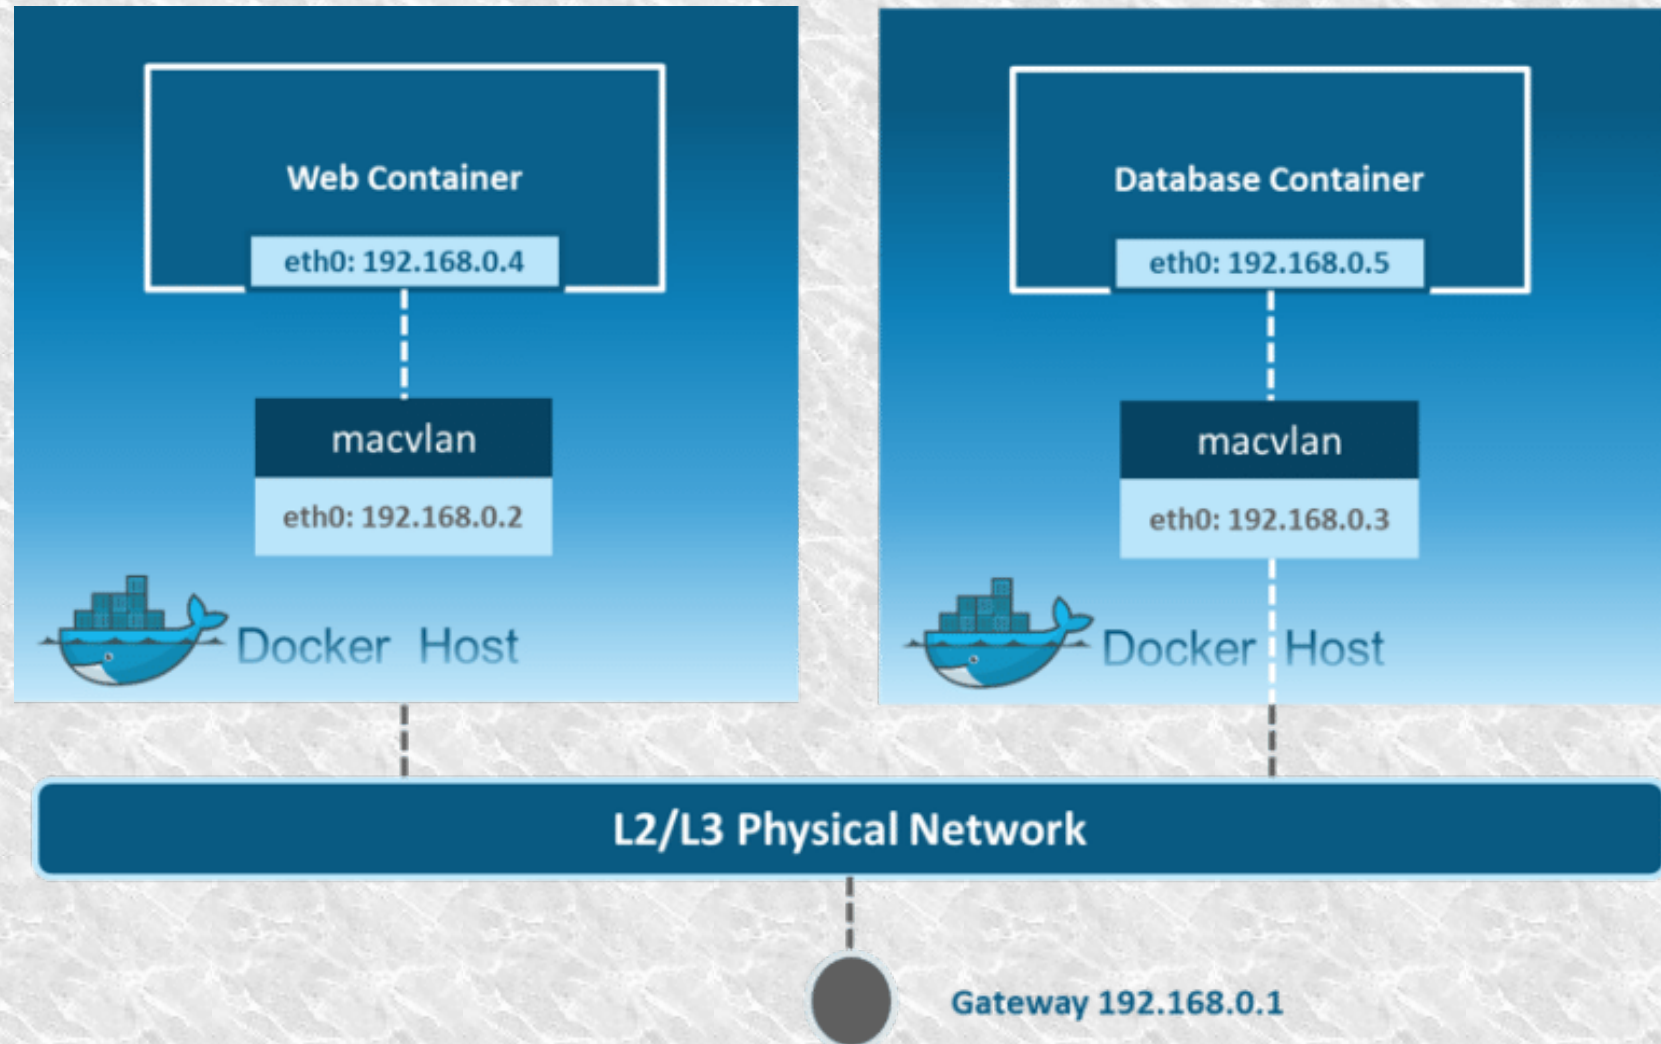 Web Container
eth0: 192.168.0.4
macvlan
eth0: 192.168.0.2
Docker Host
Database Container
eth0: 192.168.0.5
macvlan
eth0: 192.168.0.3
Docker Host
L2/L3 Physical Network
Gateway 192.168.0.1